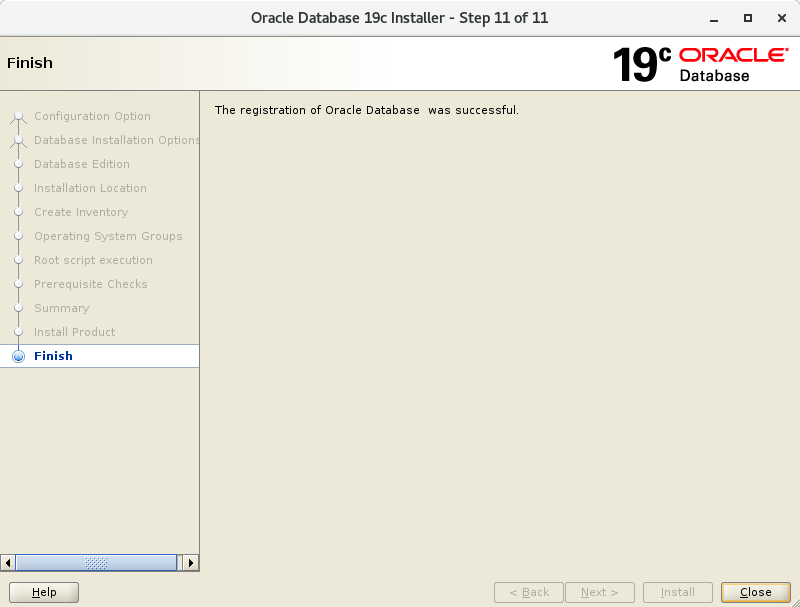 Oracle Database 19c Installer - Step 11 of 11
Finish
19c ORACLE
Database
Configuration Option
Database Installation Options
Database Edition
Installation Location
Create Inventory
Operating System Groups
Root script execution
Prerequisite Checks
Summary
Install Product
Finish
The registration of Oracle Database  was successful.
Help
< Back
Next >
Install
Close